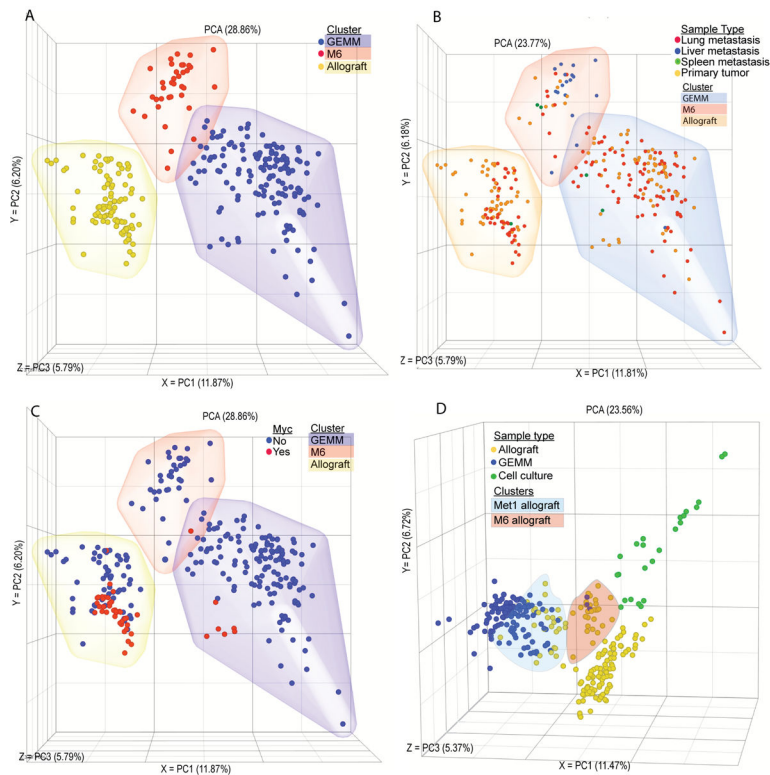 A
PCA (28.86%)
Cluster
GEMM
M6
Allograft
Y = PC2 (6.20%)
Z = PC3 (5.79%)
X = PC1 (11.87%)
B
PCA (23.77%)
Sample Type
Lung metastasis
Liver metastasis
Spleen metastasis
Primary tumor
Cluster
GEMM
M6
Allograft
Y = PC2 (6.18%)
Z = PC3 (5.79%)
X = PC1 (11.81%)
C
PCA (28.86%)
Myc
No
Yes
Cluster
GEMM
M6
Allograft
Y = PC2 (6.20%)
Z = PC3 (5.79%)
X = PC1 (11.87%)
D
PCA (23.56%)
Sample type
Allograft
GEMM
Cell culture
Clusters
Met1 allograft
M6 allograft
Y= PC2 (6.72%)
Z = PC3 (5.37%)
X = PC1 (11.47%)